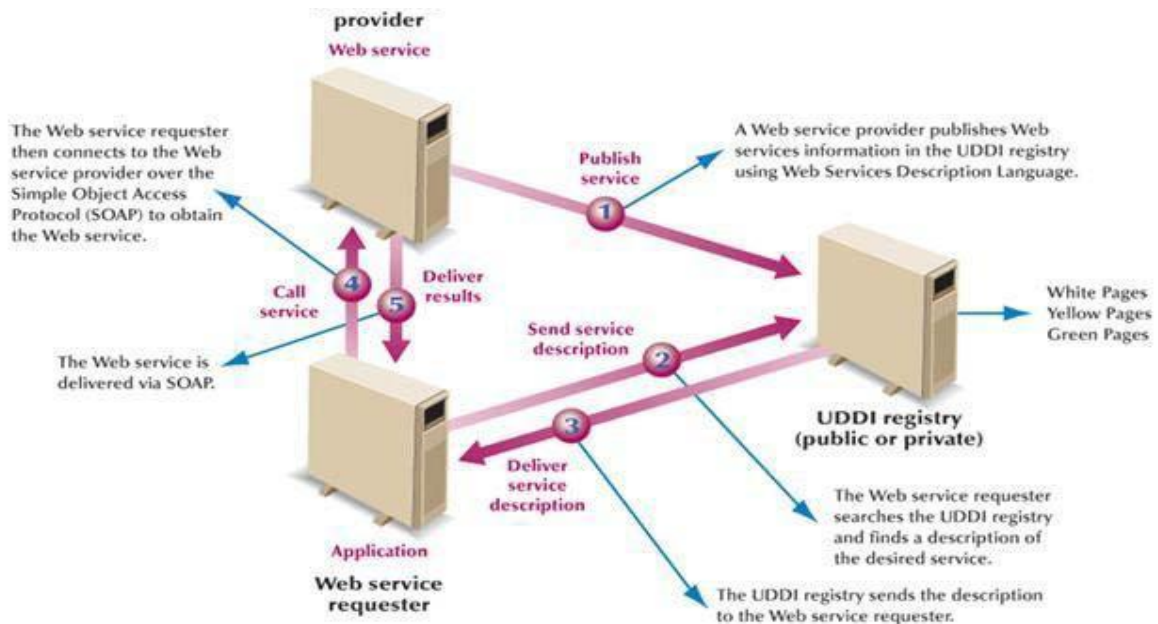 provider
Web service
The Web service requester
then connects to the Web
service provider over the
Simple Object Access
Protocol (SOAP) to obtain
the Web service.
A Web service provider publishes Web
services information in the UDDI registry
using Web Services Description Language.
Publish
service
1
4
Call
service
5
Deliver
results
The Web service is
delivered via SOAP.
Send service
description
2
White Pages
Yellow Pages
Green Pages
UDDI registry
(public or private)
3
Deliver
service
description
Application
Web service
requester
The Web service requester
searches the UDDI registry
and finds a description of
the desired service.
The UDDI registry sends the description
to the Web service requester.